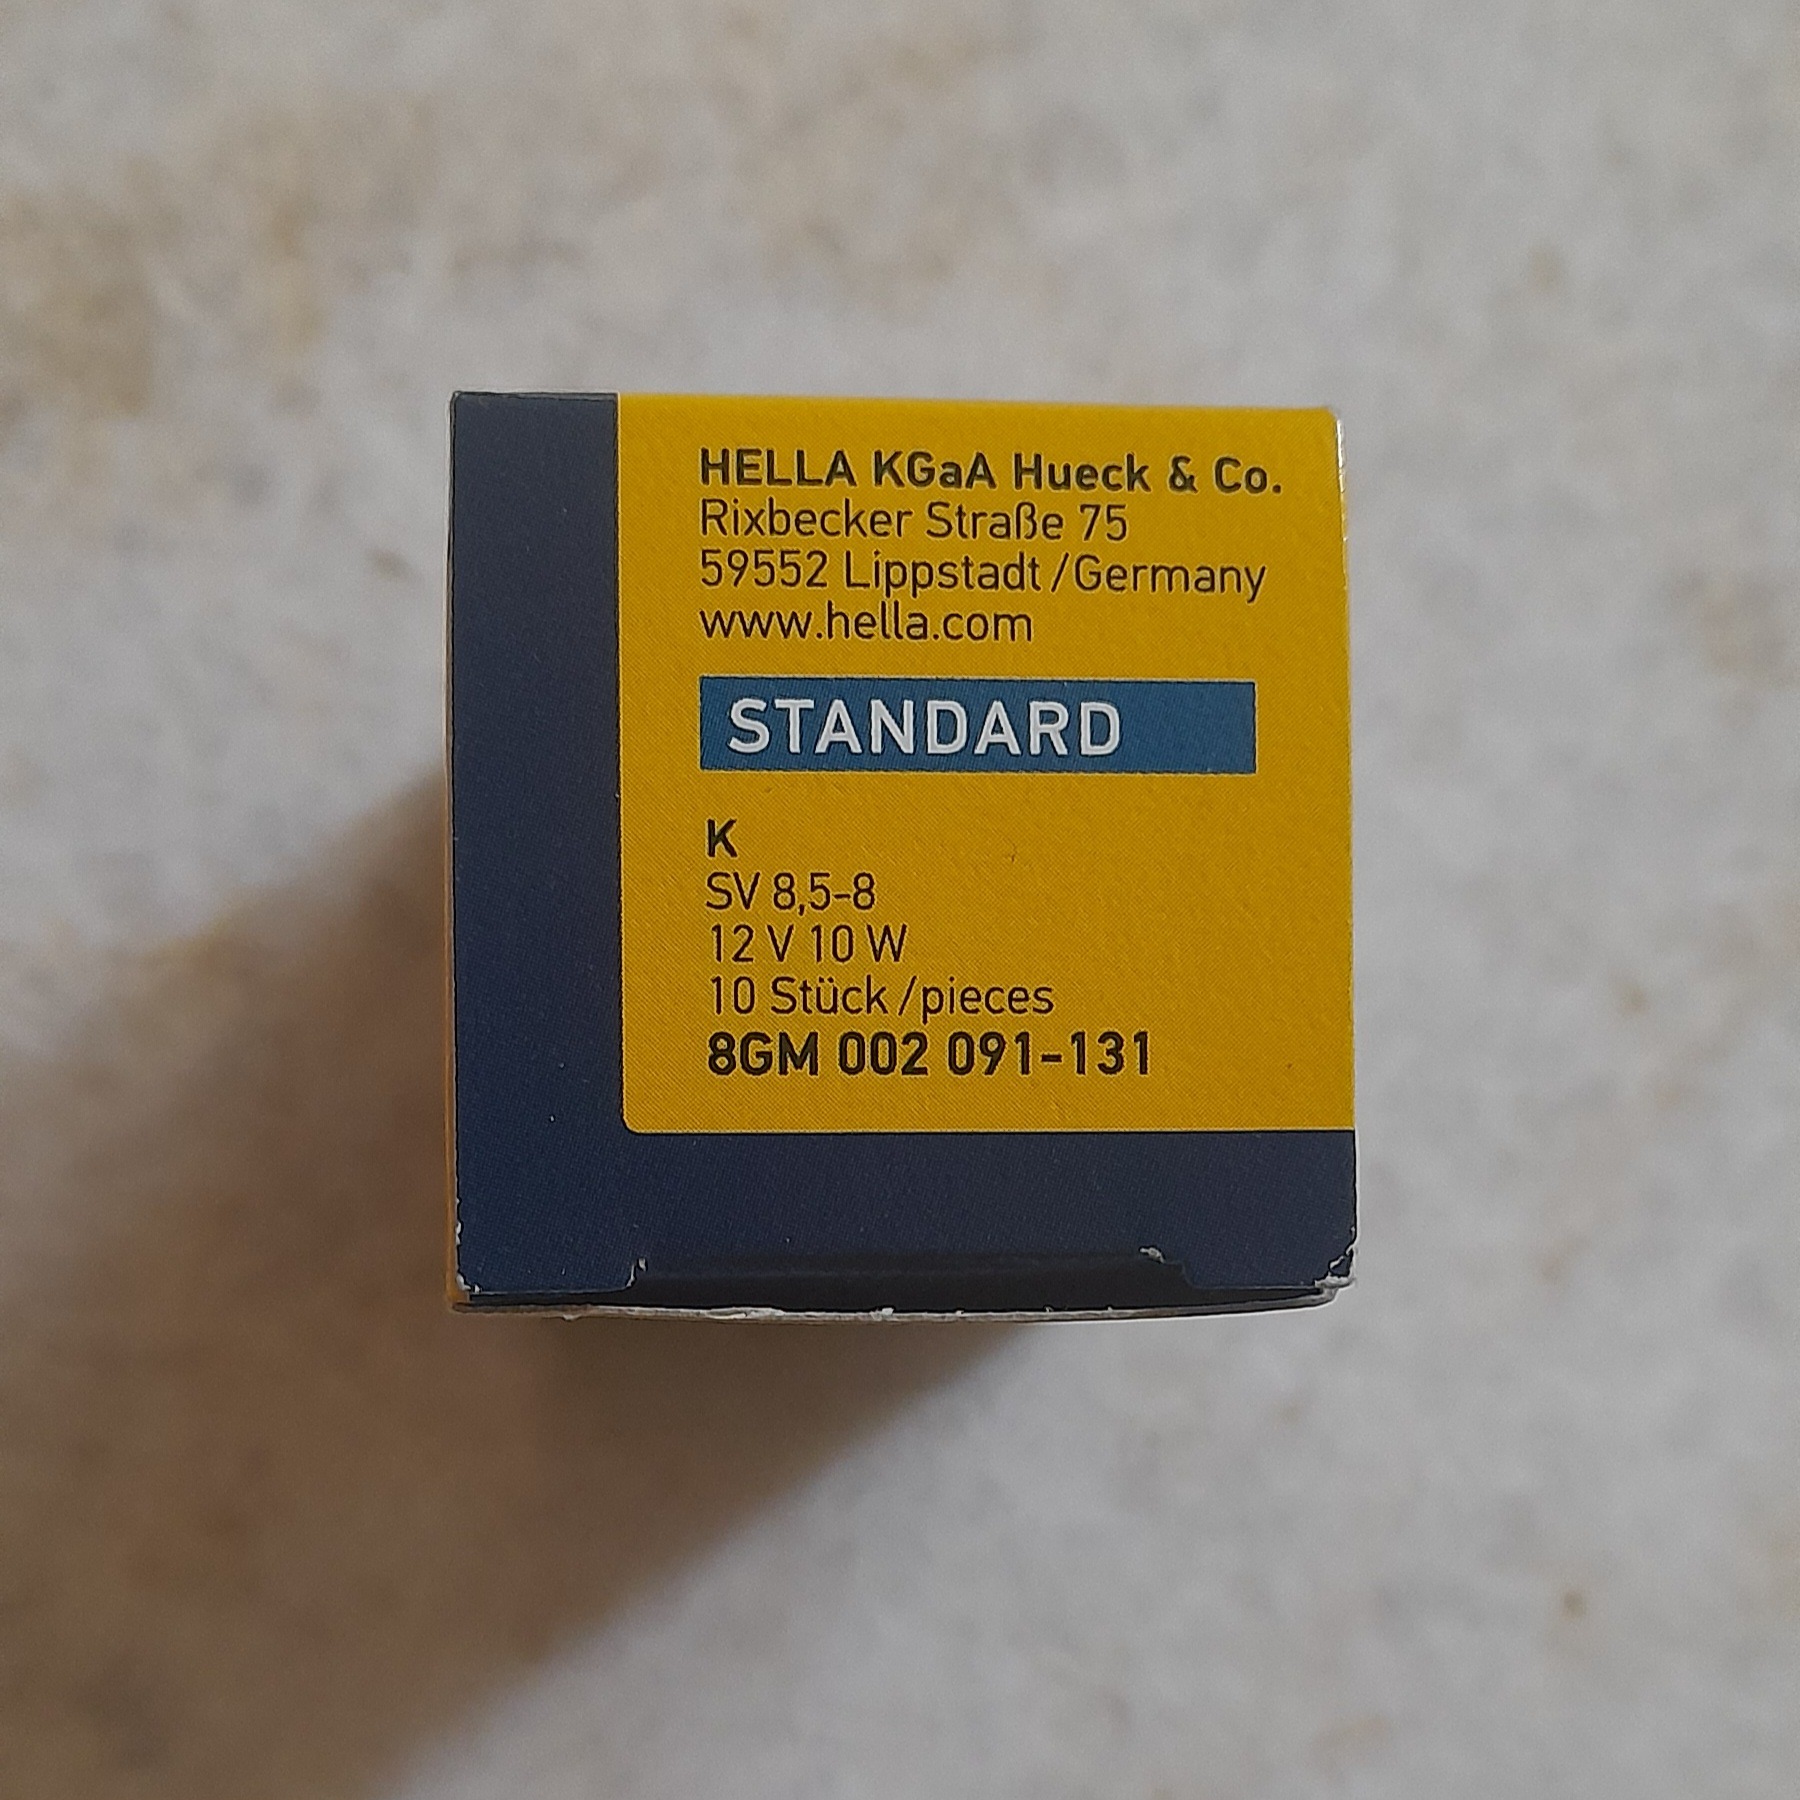 HELLA KGaA Hueck & Co.
Rixbecker Straße 75
59552 Lippstadt/Germany
www.hella.com
STANDARD
K
SV 8,5-8
12 V 10 W
10 Stück/pieces
8GM 002 091-131